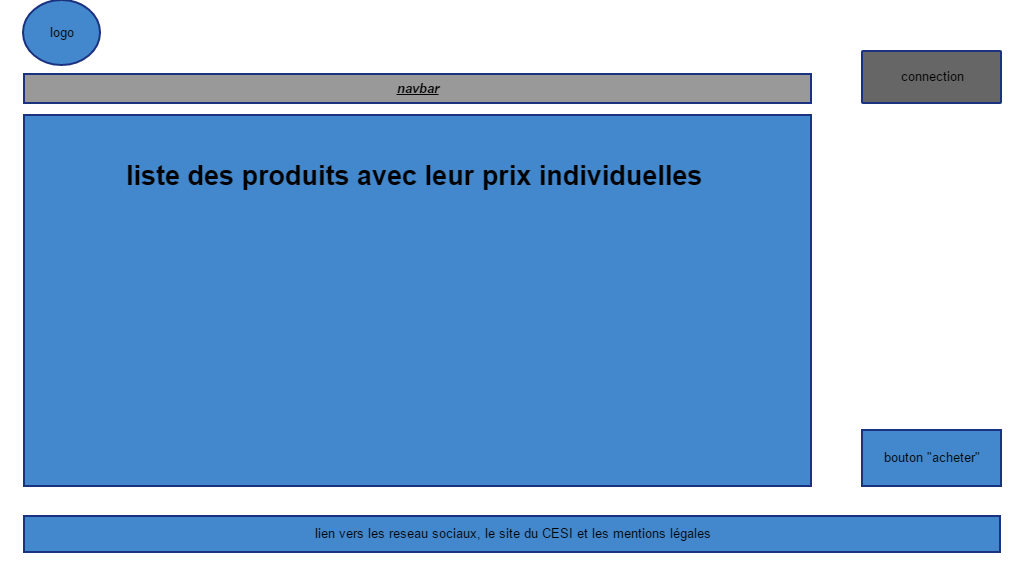 logo
connection
navbar
liste des produits avec leur prix individuelles
bouton "acheter"
lien vers les reseau sociaux, le site du CESI et les mentions légales